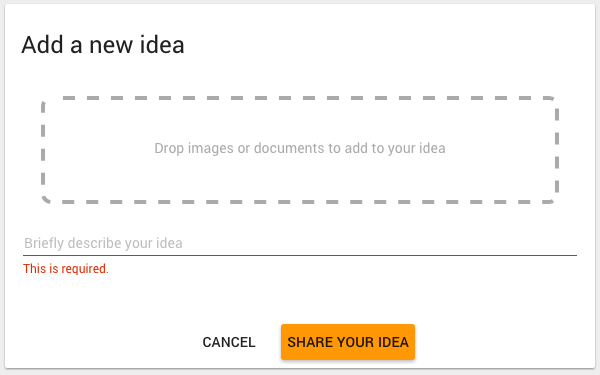 Add a new idea
Drop images or documents to add to your idea
Briefly describe your idea
This is required.
CANCEL SHARE YOUR IDEA